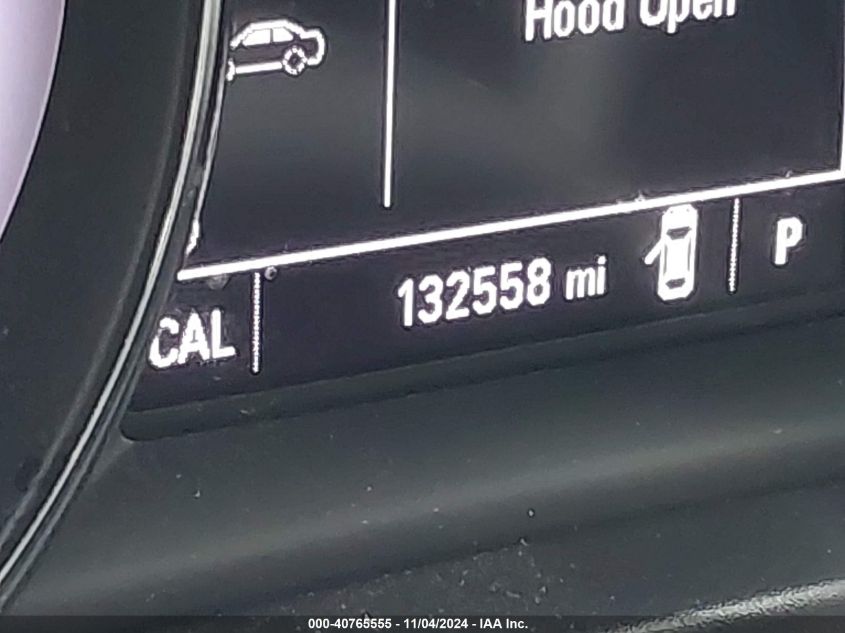 Hood Open
132558 mi
P
CAL
000-40765555 - 11/04/2024 - IAA Inc.